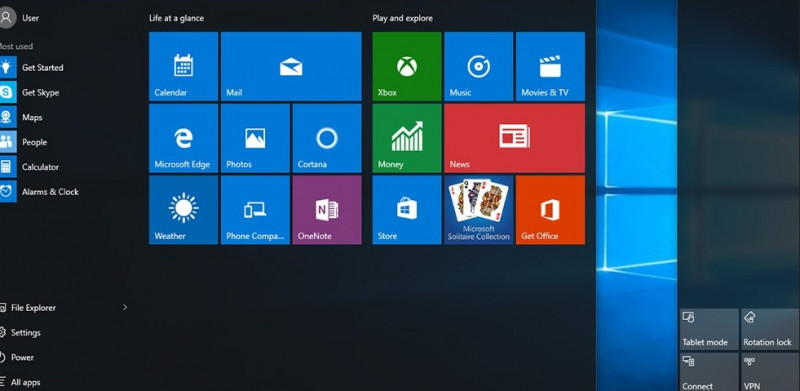 User
Most used
Get Started
Get Skype
Maps
People
Calculator
Alarms & Clock
File Explorer
Settings
Power
All apps
Life at a glance
Calendar
Mail
Microsoft Edge
Photos
Cortana
Weather
Phone Compa...
OneNote
Play and explore
Xbox
Music
Movies & TV
Money
News
Store
Microsoft
Solitaire Collection
Get Office
Tablet mode
Rotation lock
Connect
VPN